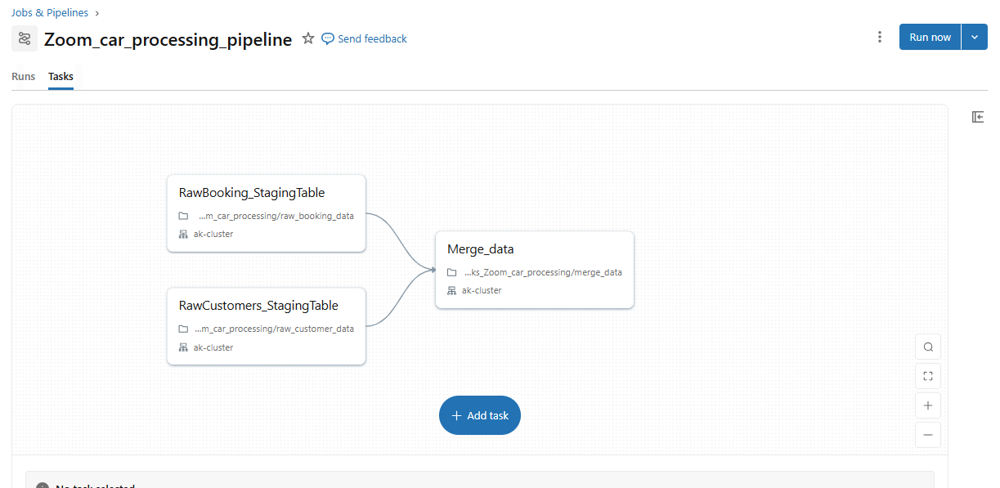 Jobs & Pipelines
Zoom_car_processing_pipeline
Send feedback
Run now
Runs
Tasks
RawBooking_StagingTable
...m_car_processing/raw_booking_data
ak-cluster
Merge_data
...ks_Zoom_car_processing/merge_data
ak-cluster
RawCustomers_StagingTable
...m_car_processing/raw_customer_data
ak-cluster
+ Add task
No task selected